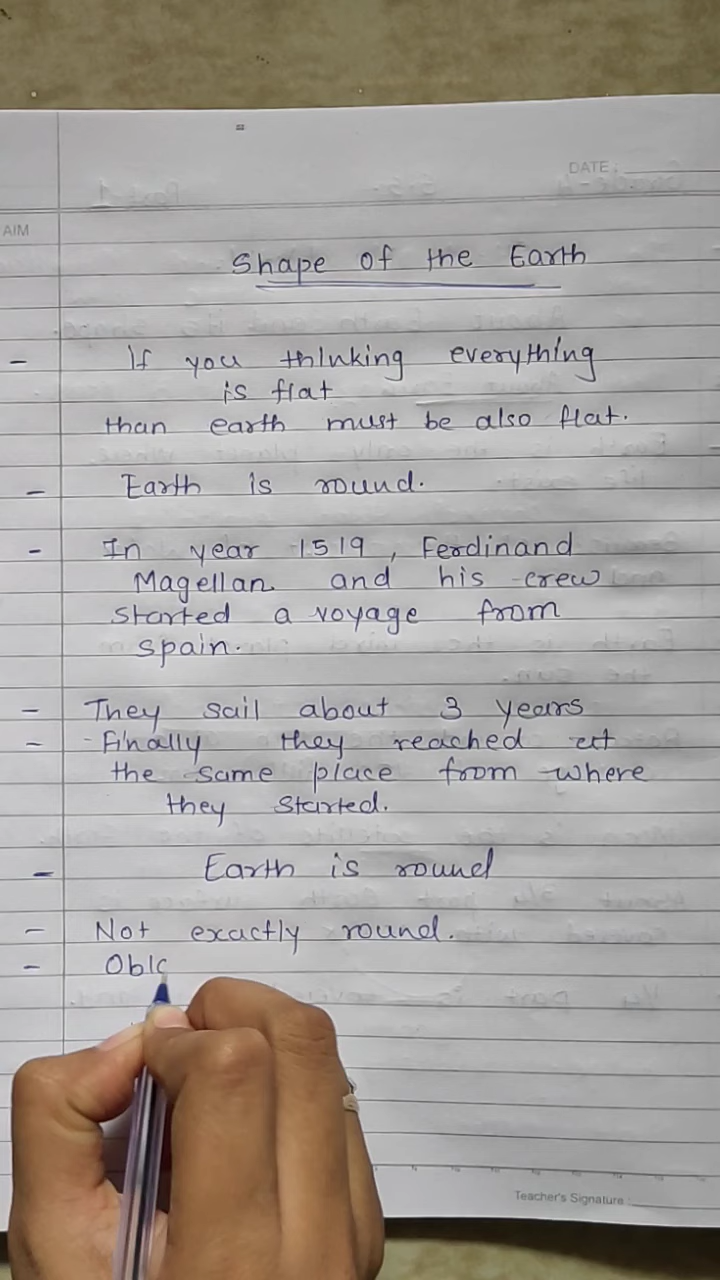 DATE :
AIM
Shape of the Earth
- If you thinking everything
is flat
than earth must be also flat.
- Earth is round.
- In year 1519, Ferdinand
Magellan and his crew
started a voyage from
spain.
- They sail about 3 years
- Finally they reached at
the same place from where
they started.
- Earth is round
- Not exactly round.
- Obla
Teacher's Signature :